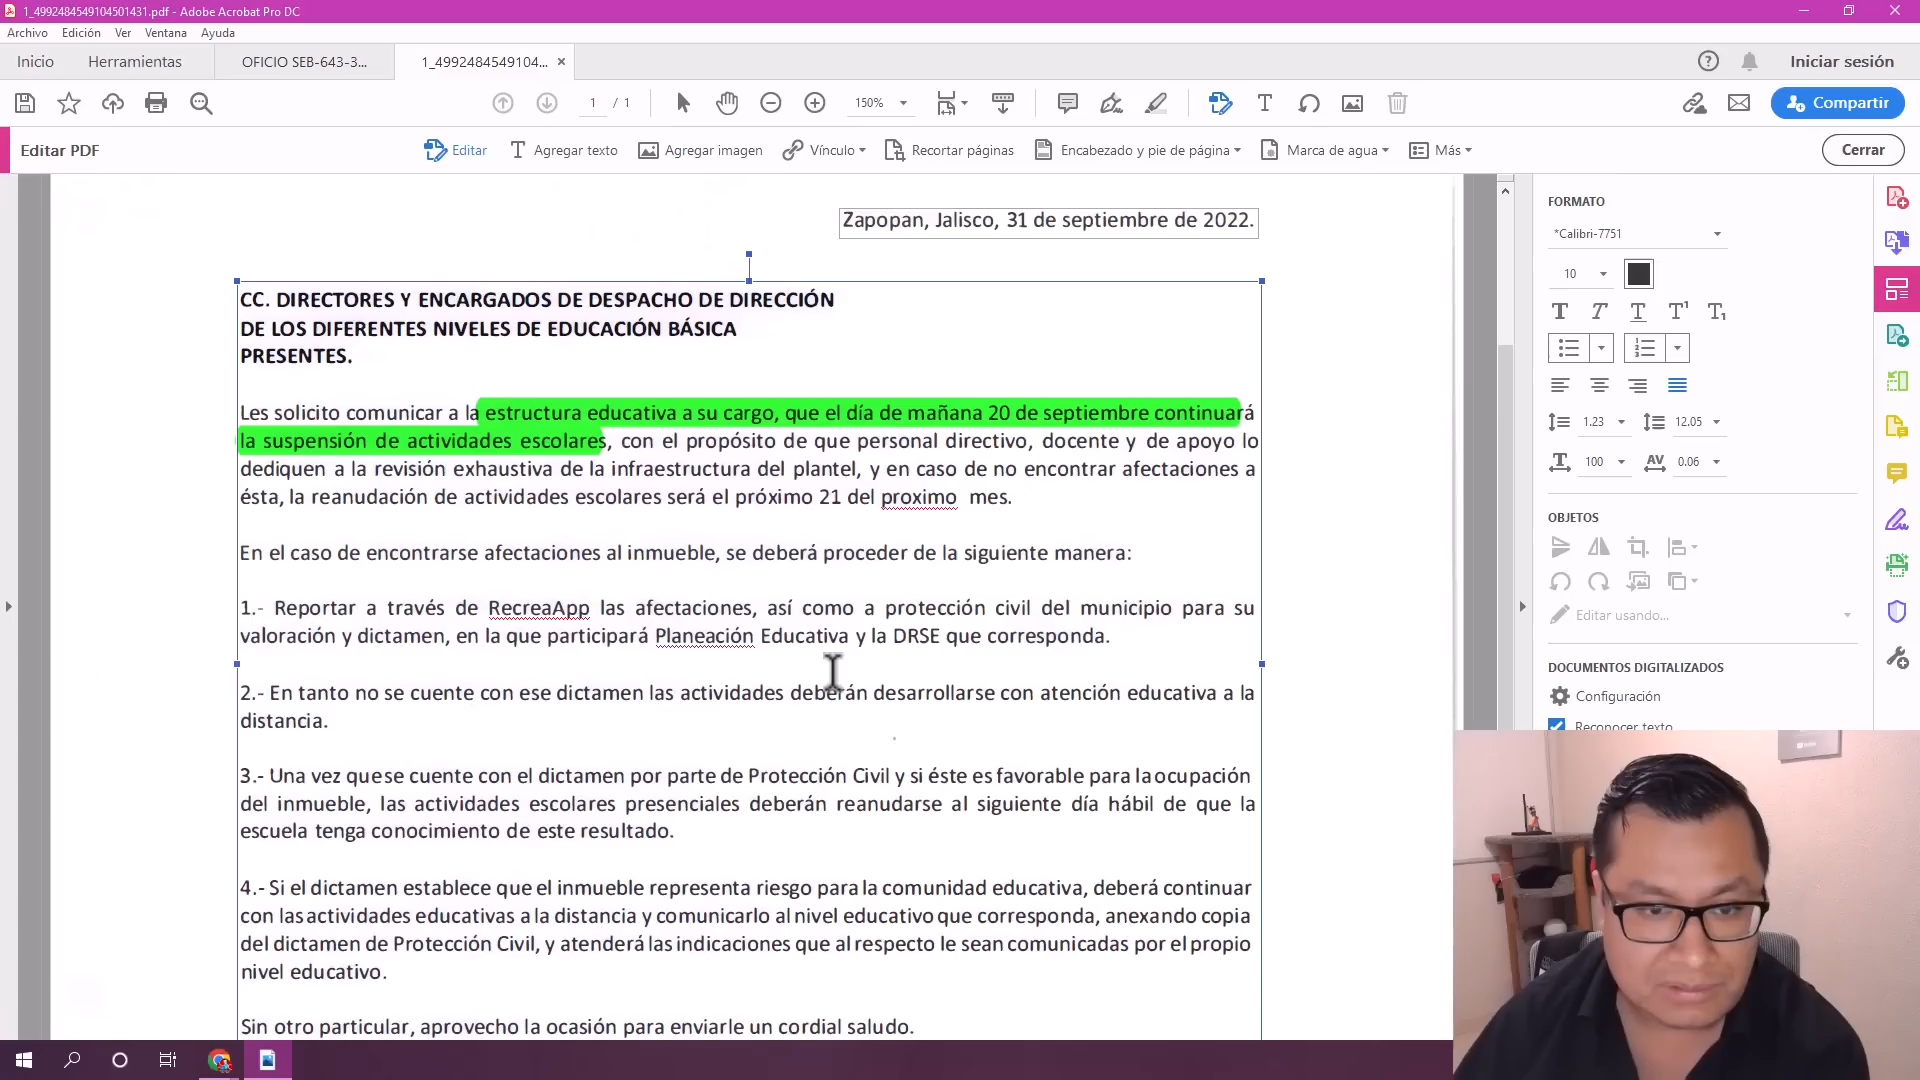 1_4992484549104501431.pdf - Adobe Acrobat Pro DC
Archivo Edición Ver Ventana Ayuda
Inicio Herramientas OFICIO SEB-643-3... 1_4992484549104... × Iniciar sesión
1 / 1 150% Compartir
Editar PDF Editar Agregar texto Agregar imagen Vínculo Recortar páginas Encabezado y pie de página Marca de agua Más Cerrar
Zapopan, Jalisco, 31 de septiembre de 2022.
CC. DIRECTORES Y ENCARGADOS DE DESPACHO DE DIRECCIÓN
DE LOS DIFERENTES NIVELES DE EDUCACIÓN BÁSICA
PRESENTES.
Les solicito comunicar a la estructura educativa a su cargo, que el día de mañana 20 de septiembre continuará
la suspensión de actividades escolares, con el propósito de que personal directivo, docente y de apoyo lo
dediquen a la revisión exhaustiva de la infraestructura del plantel, y en caso de no encontrar afectaciones a
ésta, la reanudación de actividades escolares será el próximo 21 del proximo mes.
En el caso de encontrarse afectaciones al inmueble, se deberá proceder de la siguiente manera:
1.- Reportar a través de RecreaApp las afectaciones, así como a protección civil del municipio para su
valoración y dictamen, en la que participará Planeación Educativa y la DRSE que corresponda.
2.- En tanto no se cuente con ese dictamen las actividades deberán desarrollarse con atención educativa a la
distancia.
3.- Una vez que se cuente con el dictamen por parte de Protección Civil y si éste es favorable para la ocupación
del inmueble, las actividades escolares presenciales deberán reanudarse al siguiente día hábil de que la
escuela tenga conocimiento de este resultado.
4.- Si el dictamen establece que el inmueble representa riesgo para la comunidad educativa, deberá continuar
con las actividades educativas a la distancia y comunicarlo al nivel educativo que corresponda, anexando copia
del dictamen de Protección Civil, y atenderá las indicaciones que al respecto le sean comunicadas por el propio
nivel educativo.
Sin otro particular, aprovecho la ocasión para enviarle un cordial saludo.
FORMATO
*Calibri-7751
10
1.23 12.05
100 0.06
OBJETOS
Editar usando...
DOCUMENTOS DIGITALIZADOS
Configuración
Reconocer texto